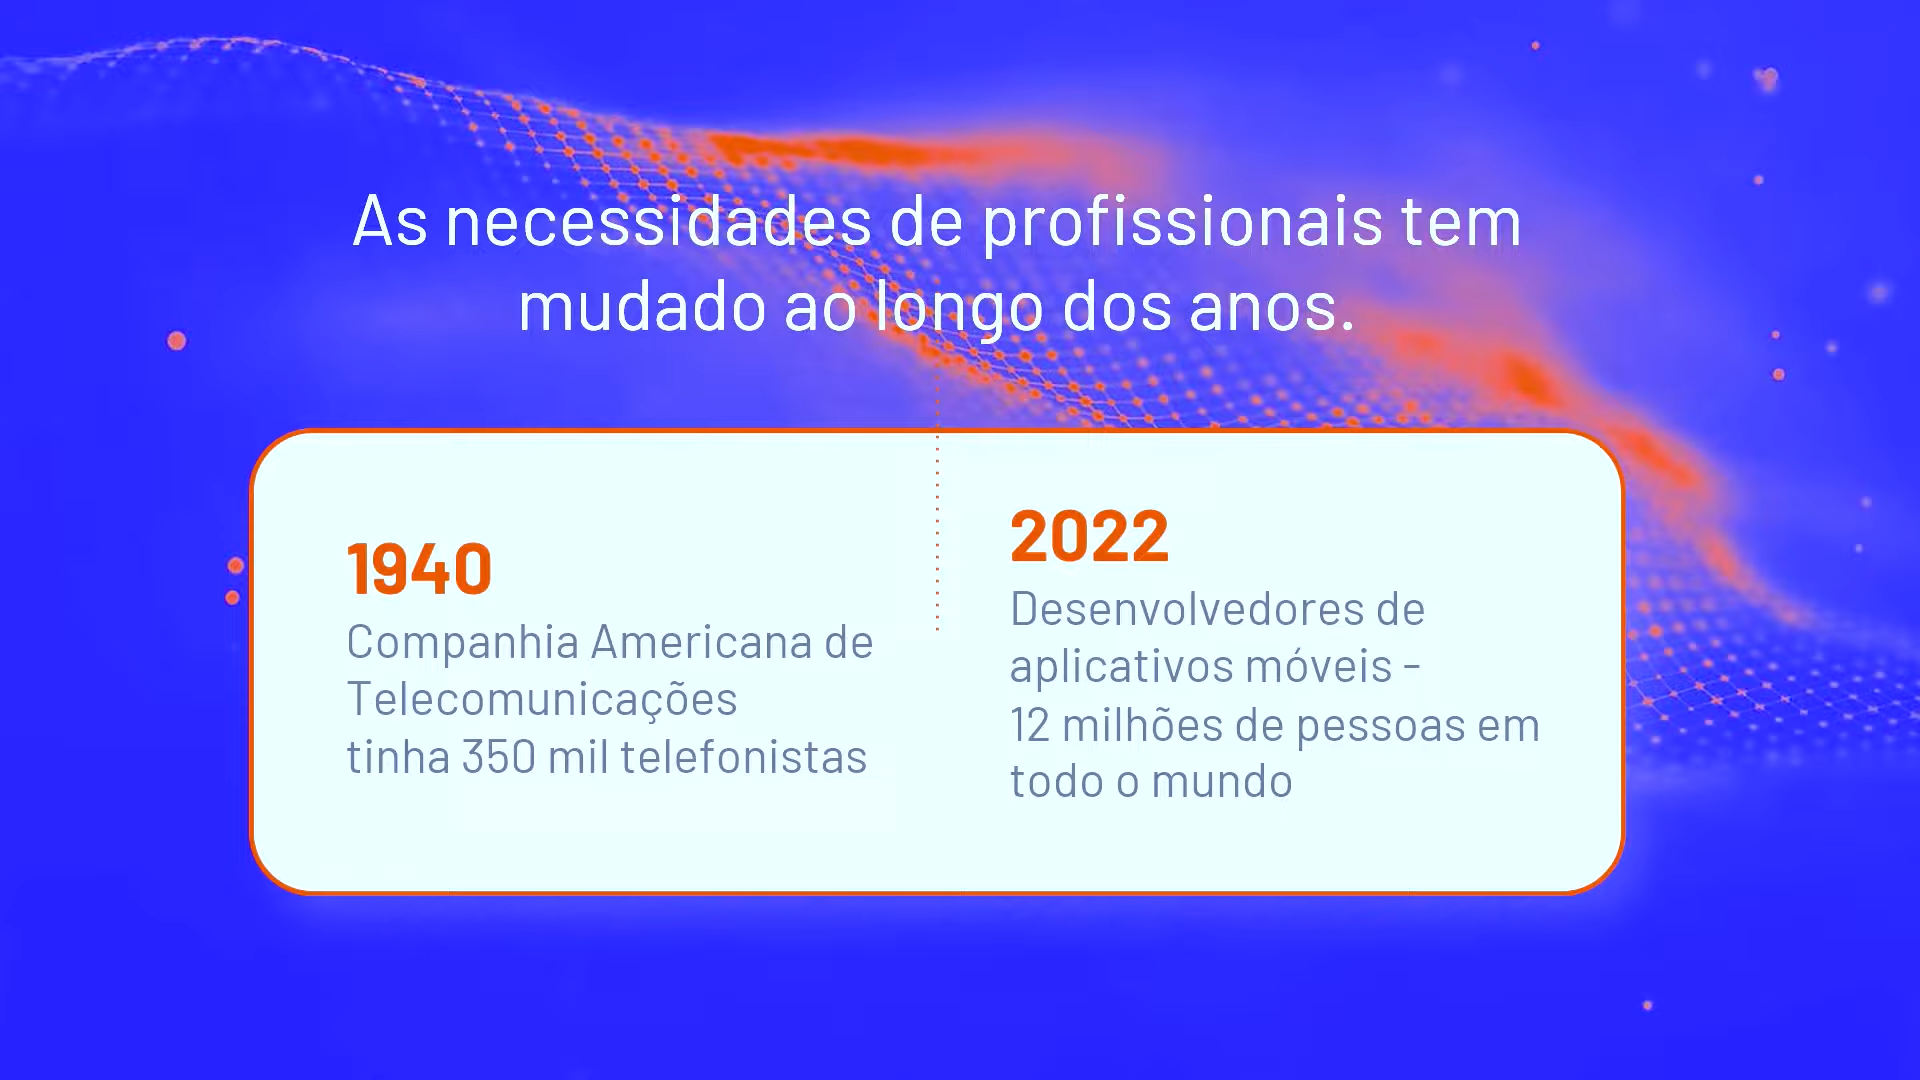 As necessidades de profissionais tem
mudado ao longo dos anos.
1940
Companhia Americana de
Telecomunicações
tinha 350 mil telefonistas
2022
Desenvolvedores de
aplicativos móveis -
12 milhões de pessoas em
todo o mundo